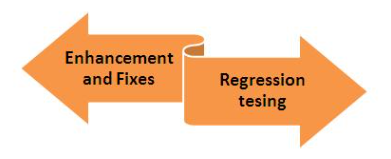 Enhancement
and Fixes
Regression
tesing